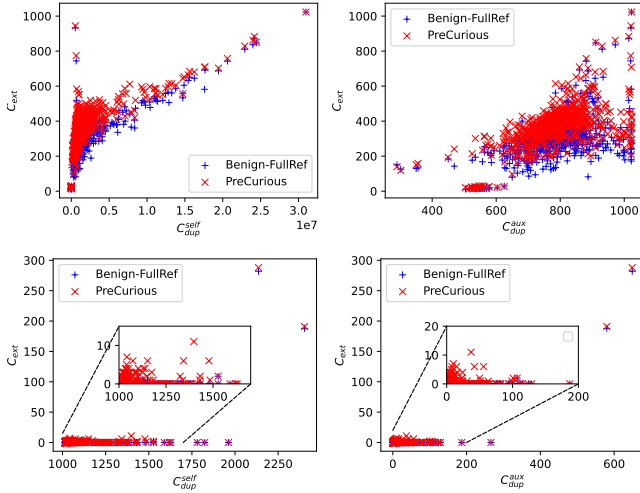 1000
800
600
400
200
0
C_ext
Benign-FullRef
PreCurious
0.0 0.5 1.0 1.5 2.0 2.5 3.0
1e7
C_dup^self
1000
800
600
400
200
0
C_ext
Benign-FullRef
PreCurious
400 600 800 1000
C_dup^aux
300
250
200
150
100
50
0
C_ext
Benign-FullRef
PreCurious
10
0
1000 1250 1500
1000 1250 1500 1750 2000 2250
C_dup^self
300
250
200
150
100
50
0
C_ext
Benign-FullRef
PreCurious
20
10
0
0 100 200
0 200 400 600
C_dup^aux